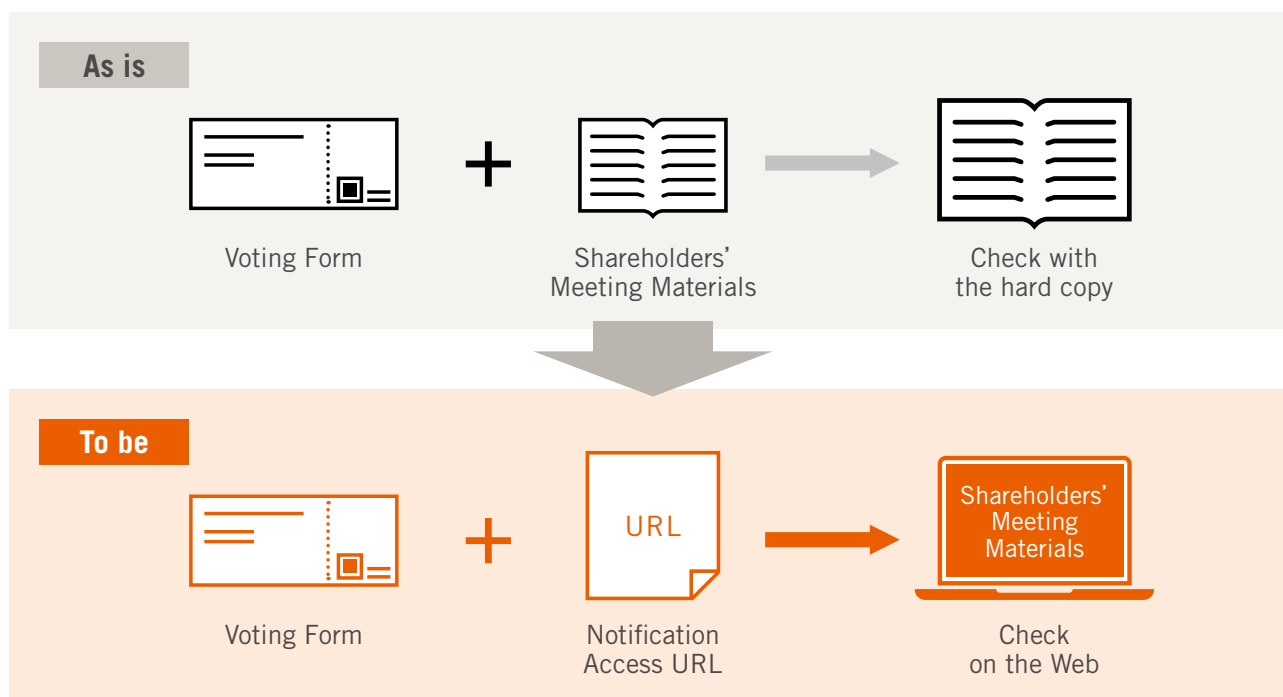 As is
Voting Form
Shareholders’
Meeting Materials
Check with
the hard copy
To be
URL
Shareholders’
Meeting
Materials
Voting Form
Notification
Access URL
Check
on the Web